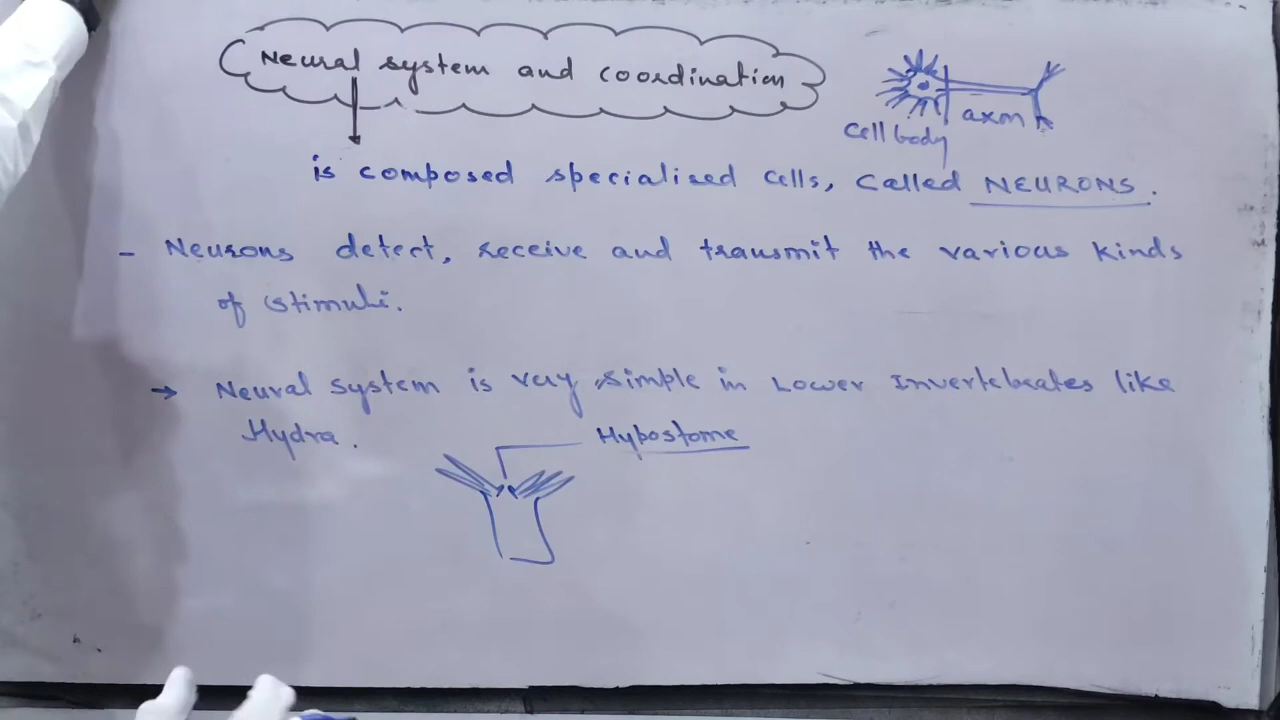 Neural system and coordination
axon
Cell body
is composed specialised cells, called NEURONS.
- Neurons detect, receive and transmit the various kinds
of stimuli.
→ Neural system is very simple in Lower Invertebrates like
Hydra.
Hypostome